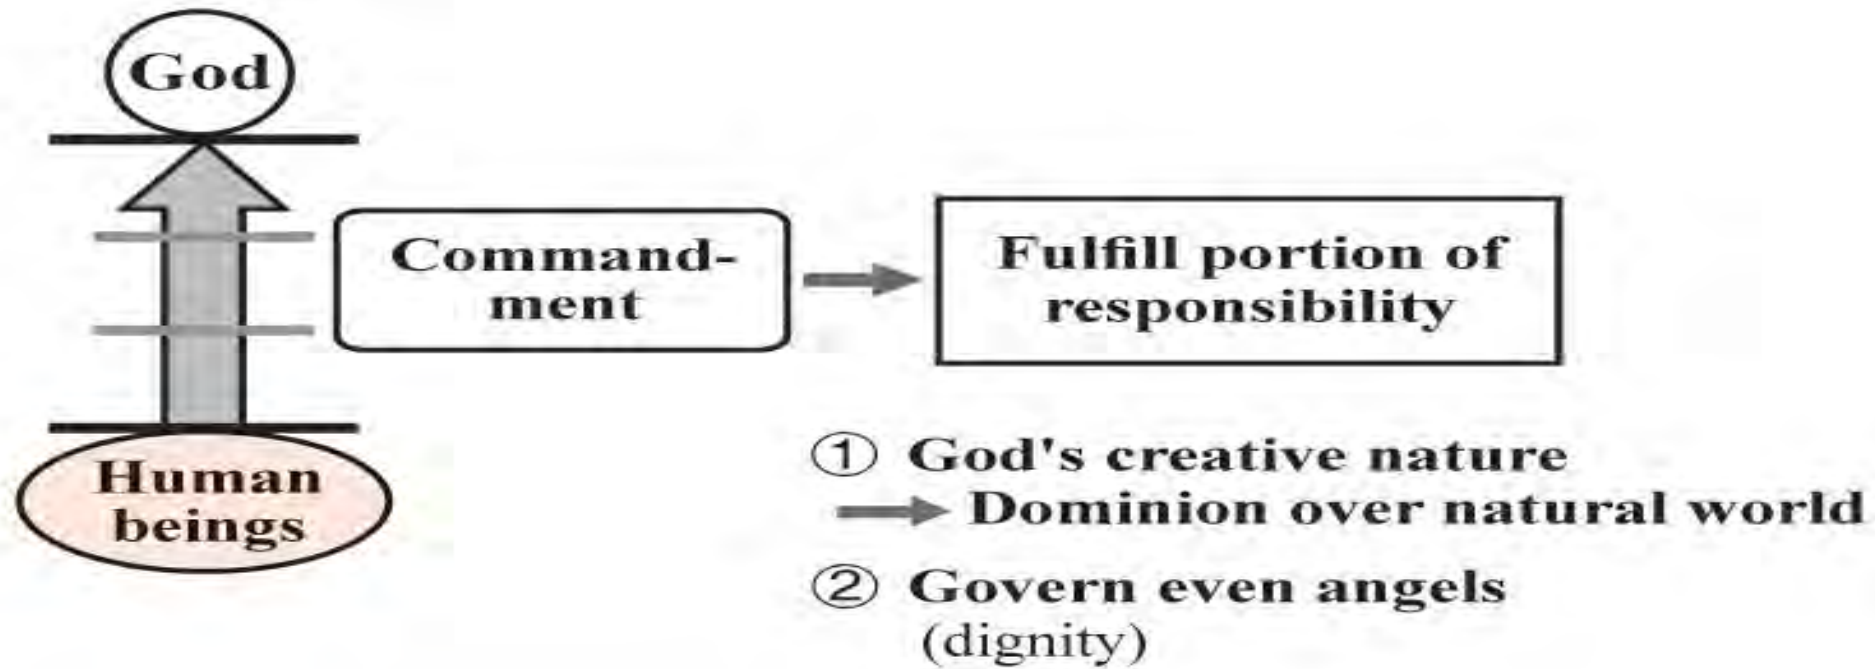 God
Command-
ment
Fulfill portion of
responsibility
Human
beings
① God's creative nature
Dominion over natural world
② Govern even angels
(dignity)